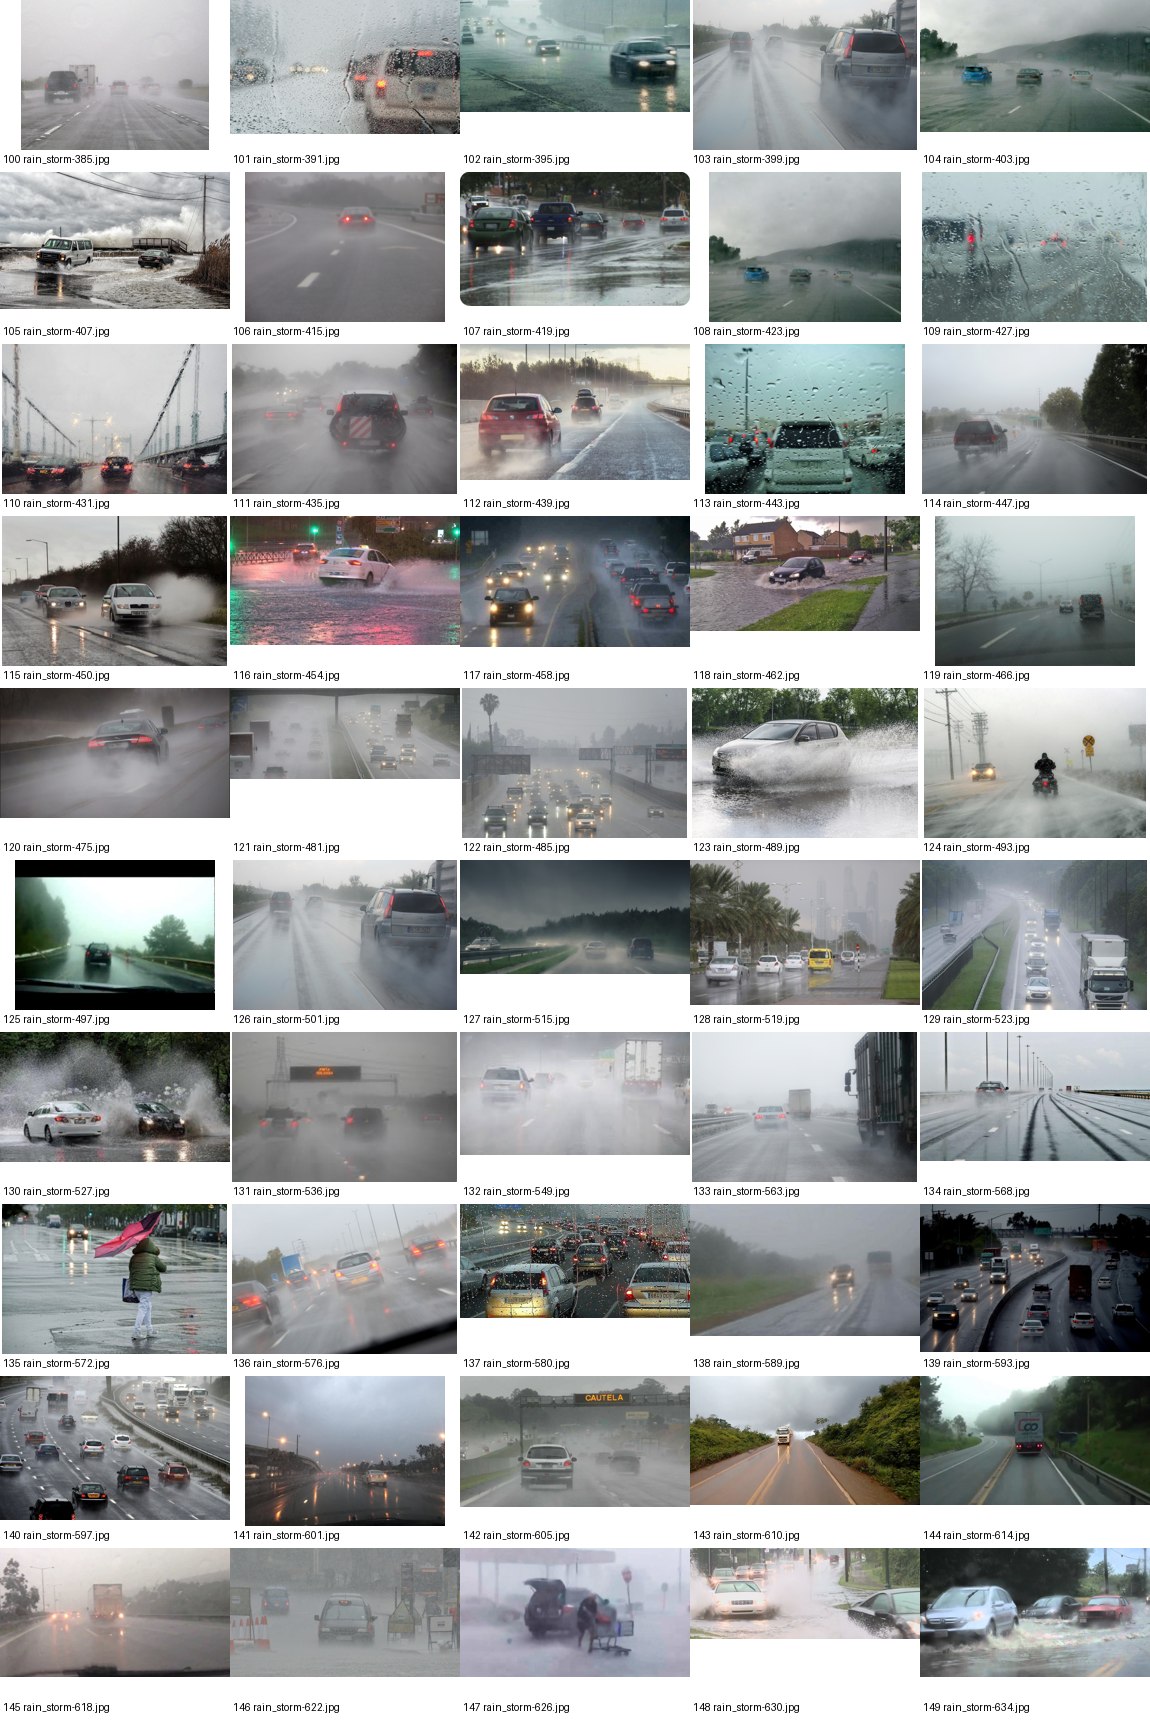 100 rain_storm-385.jpg
101 rain_storm-391.jpg
102 rain_storm-395.jpg
103 rain_storm-399.jpg
104 rain_storm-403.jpg
105 rain_storm-407.jpg
106 rain_storm-415.jpg
107 rain_storm-419.jpg
108 rain_storm-423.jpg
109 rain_storm-427.jpg
110 rain_storm-431.jpg
111 rain_storm-435.jpg
112 rain_storm-439.jpg
113 rain_storm-443.jpg
114 rain_storm-447.jpg
115 rain_storm-450.jpg
116 rain_storm-454.jpg
117 rain_storm-458.jpg
118 rain_storm-462.jpg
119 rain_storm-466.jpg
120 rain_storm-475.jpg
121 rain_storm-481.jpg
122 rain_storm-485.jpg
123 rain_storm-489.jpg
124 rain_storm-493.jpg
125 rain_storm-497.jpg
126 rain_storm-501.jpg
127 rain_storm-515.jpg
128 rain_storm-519.jpg
129 rain_storm-523.jpg
130 rain_storm-527.jpg
131 rain_storm-536.jpg
132 rain_storm-549.jpg
133 rain_storm-563.jpg
134 rain_storm-568.jpg
135 rain_storm-572.jpg
136 rain_storm-576.jpg
137 rain_storm-580.jpg
138 rain_storm-589.jpg
139 rain_storm-593.jpg
CAUTELA
140 rain_storm-597.jpg
141 rain_storm-601.jpg
142 rain_storm-605.jpg
143 rain_storm-610.jpg
144 rain_storm-614.jpg
145 rain_storm-618.jpg
146 rain_storm-622.jpg
147 rain_storm-626.jpg
148 rain_storm-630.jpg
149 rain_storm-634.jpg